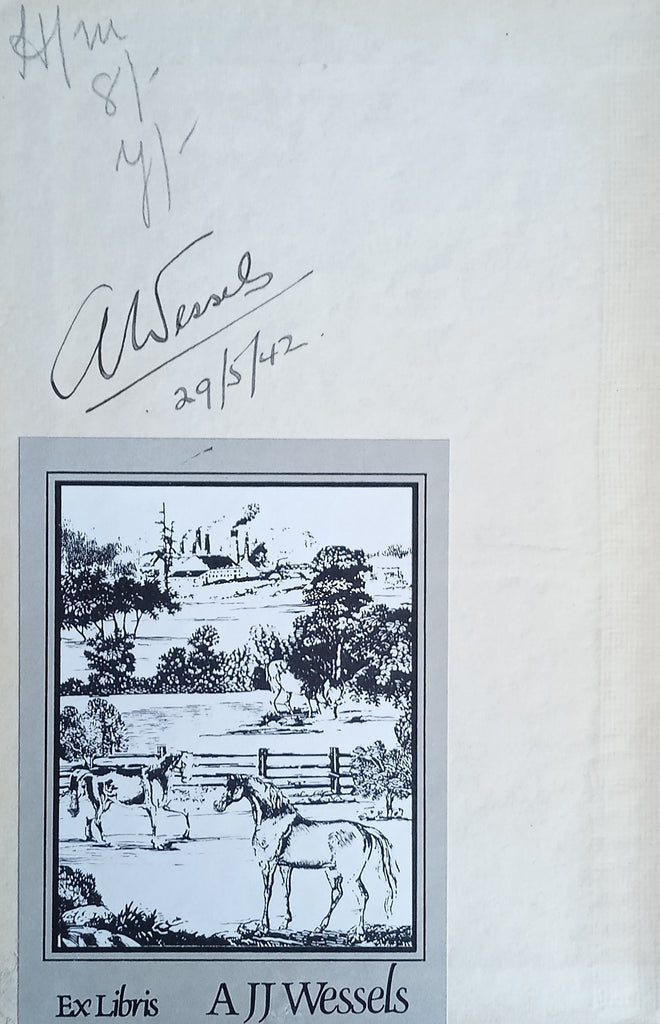 8/-
AWessels
29/5/42.
Ex Libris A JJ Wessels